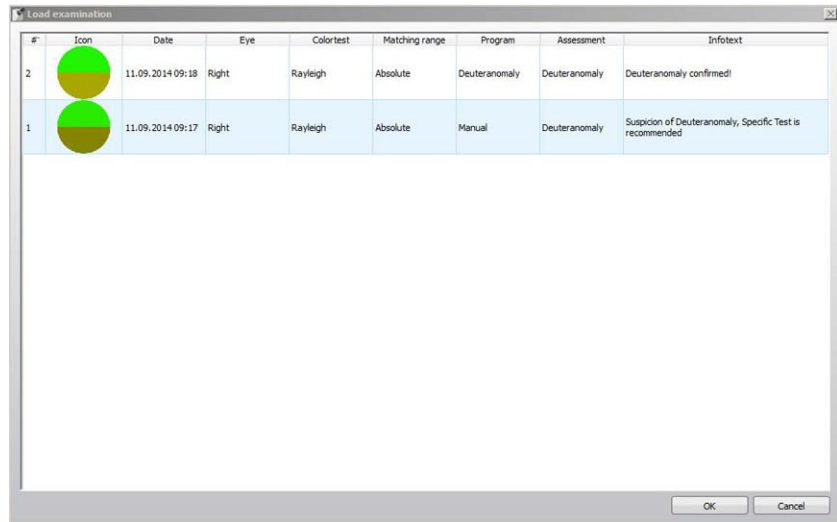 Load examination
# Icon Date Eye Colortest Matching range Program Assessment Infotext
2 11.09.2014 09:18 Right Rayleigh Absolute Deuteranomaly Deuteranomaly Deuteranomaly confirmed!
1 11.09.2014 09:17 Right Rayleigh Absolute Manual Deuteranomaly Suspicion of Deuteranomaly, Specific Test is
recommended
OK Cancel